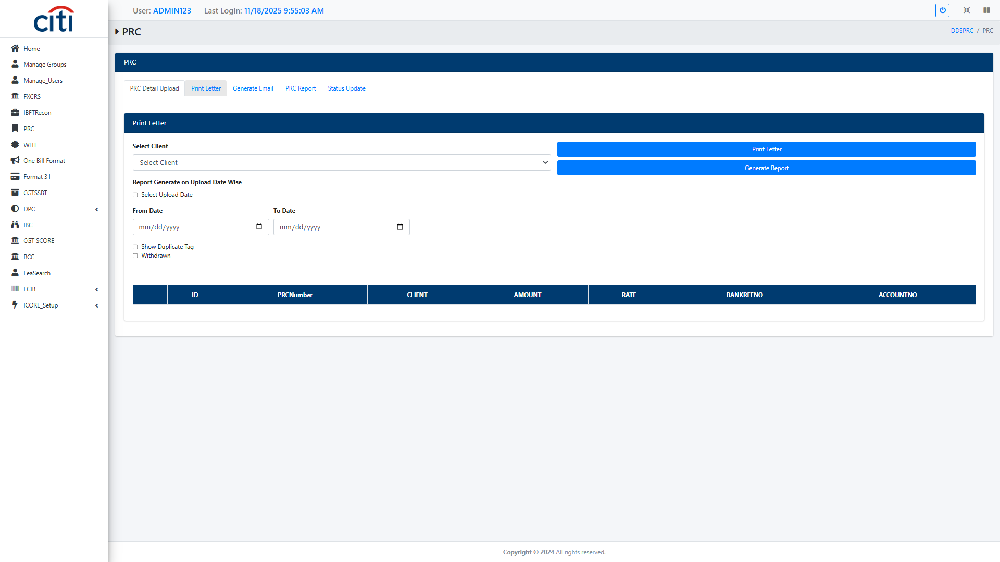 citi
User: ADMIN123 Last Login: 11/18/2025 9:55:03 AM
PRC
DDSPRC / PRC
Home
Manage Groups
Manage_Users
FXCRS
IBFTRecon
PRC
WHT
One Bill Format
Format 31
CGTSSBT
DPC
IBC
CGT SCORE
RCC
LeaSearch
ECIB
ICORE_Setup
PRC
PRC Detail Upload Print Letter Generate Email PRC Report Status Update
Print Letter
Select Client
Select Client
Print Letter
Generate Report
Report Generate on Upload Date Wise
Select Upload Date
From Date To Date
mm/dd/yyyy mm/dd/yyyy
Show Duplicate Tag
Withdrawn
ID PRCNumber CLIENT AMOUNT RATE BANKREFNO ACCOUNTNO
Copyright © 2024 All rights reserved.